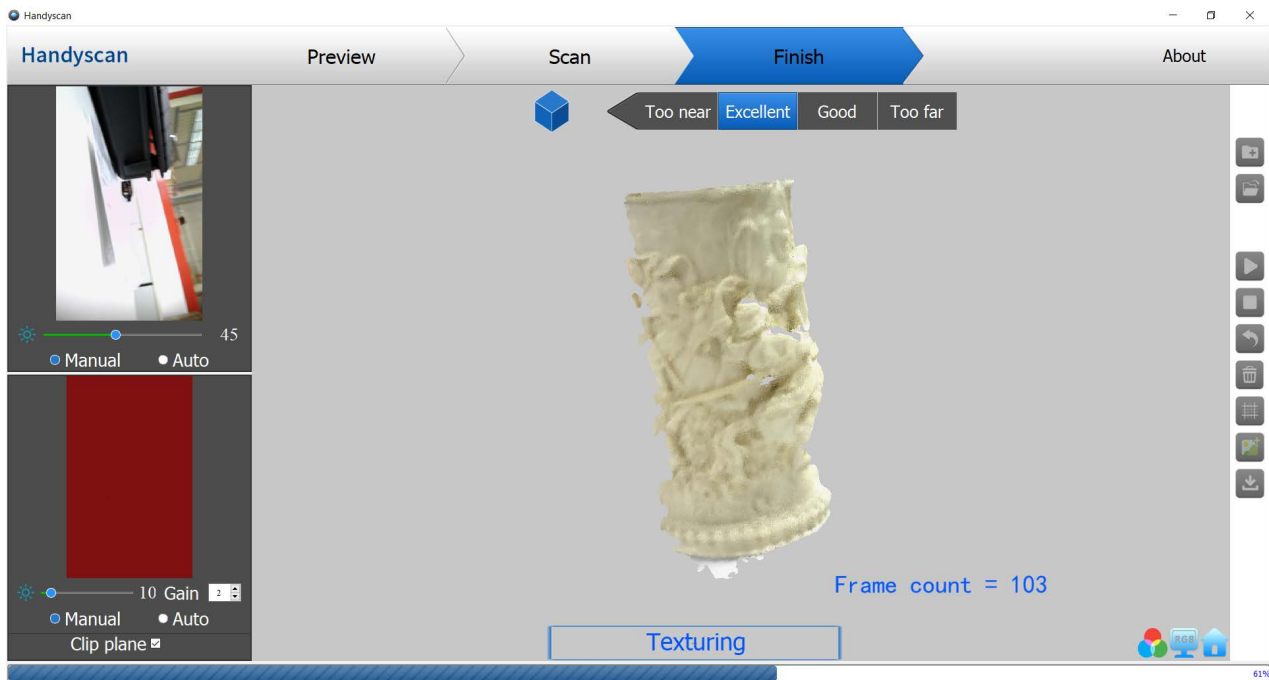 Handyscan
Handyscan Preview Scan Finish About
Too near Excellent Good Too far
45
Manual Auto
10 Gain 2
Manual Auto
Clip plane
Frame count = 103
Texturing
RGB
61%